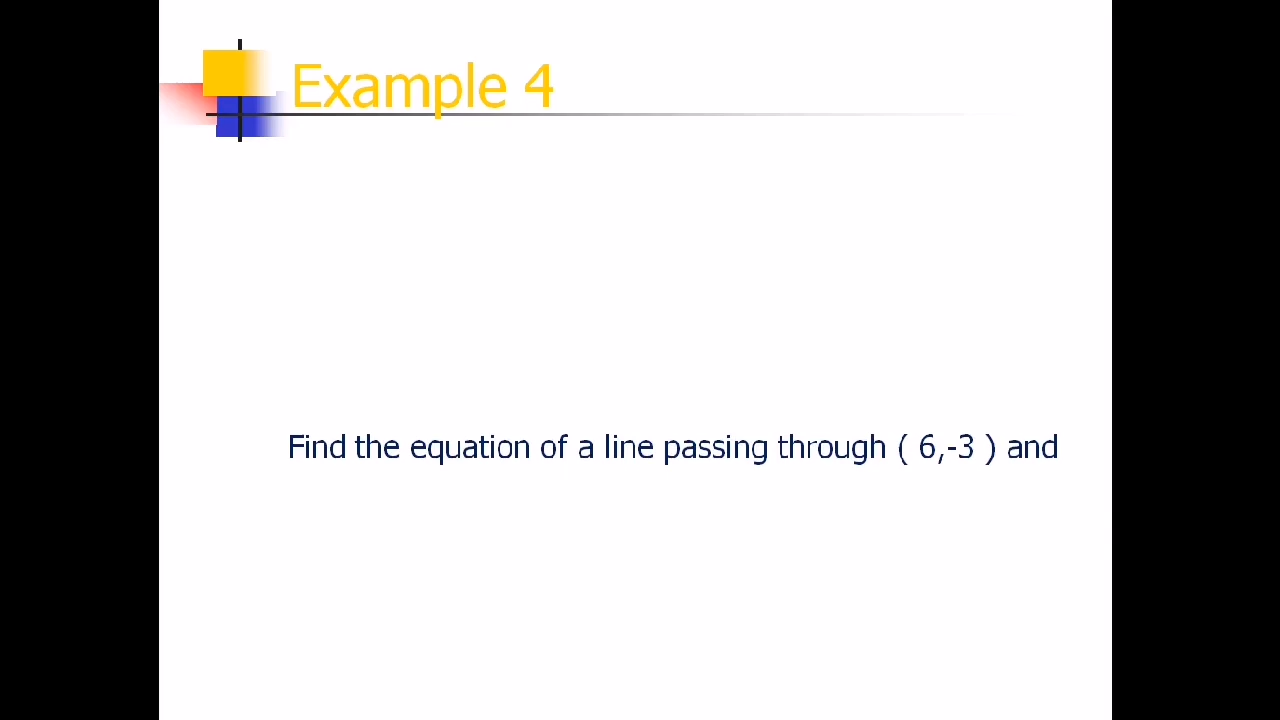 Example 4
Find the equation of a line passing through ( 6,-3 ) and